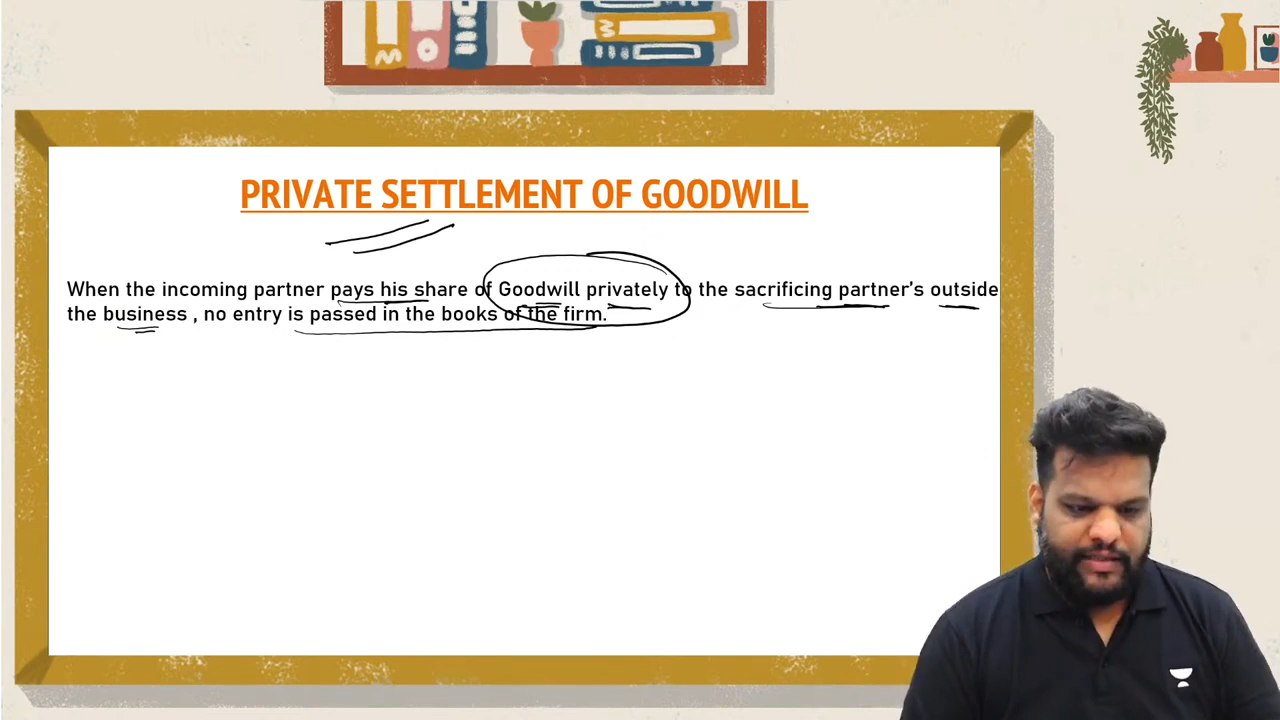 PRIVATE SETTLEMENT OF GOODWILL
When the incoming partner pays his share of Goodwill privately to the sacrificing partner's outside
the business , no entry is passed in the books of the firm.